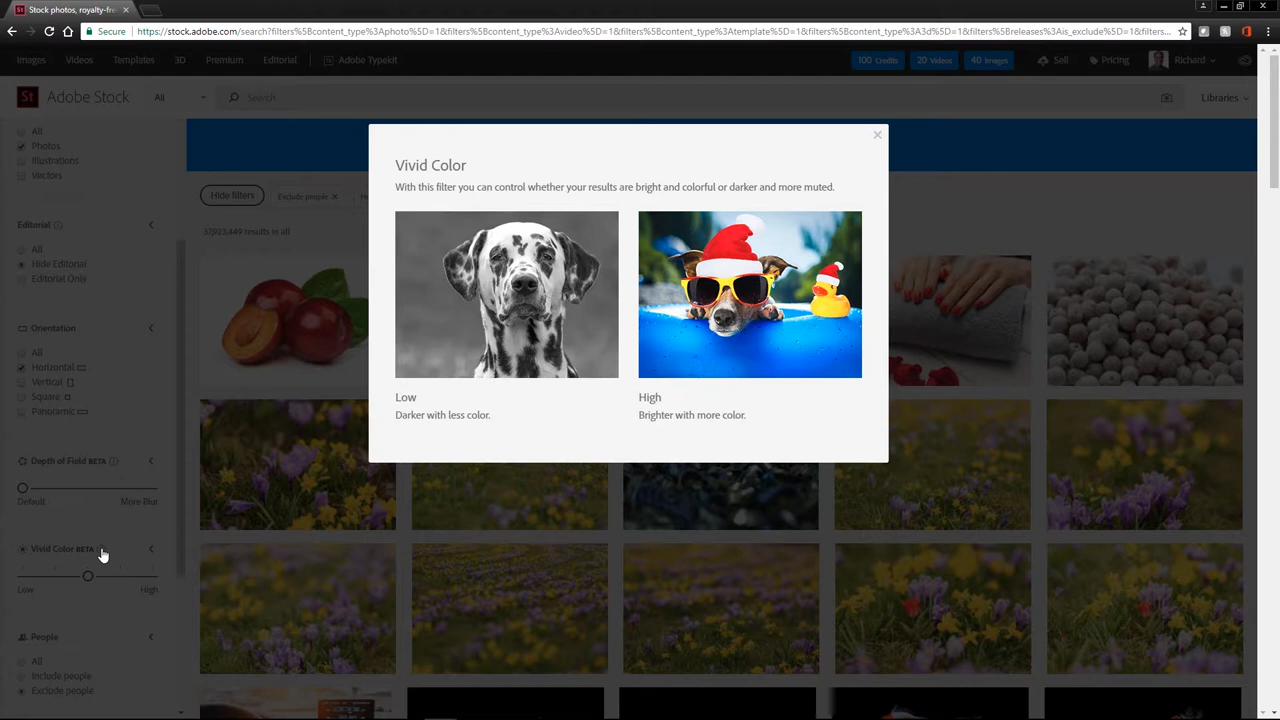 Stock photos, royalty-fre
Secure
https://stock.adobe.com/search?filters%5Bcontent_type%3Aphoto%5D=1&filters%5Bcontent_type%3Avideo%5D=1&filters%5Bcontent_type%3Atemplate%5D=1&filters%5Bcontent_type%3A3d%5D=1&filters%5Breleases%3Ais_exclude%5D=1&filters...
Images Videos Templates 3D Premium Editorial Adobe Typekit 100 Credits 20 Videos 40 Images Sell Pricing Richard
St Adobe Stock All Search Libraries
All
Photos
Illustrations
Vectors
Hide filters Exclude people ×
37,923,449 results in all
Editorial
All
Hide Editorial
Editorial Only
Orientation
All
Horizontal
Vertical
Square
Panoramic
Depth of Field BETA
Default More Blur
Vivid Color BETA
Low High
People
All
Include people
Exclude people
Vivid Color
With this filter you can control whether your results are bright and colorful or darker and more muted.
Low
Darker with less color.
High
Brighter with more color.